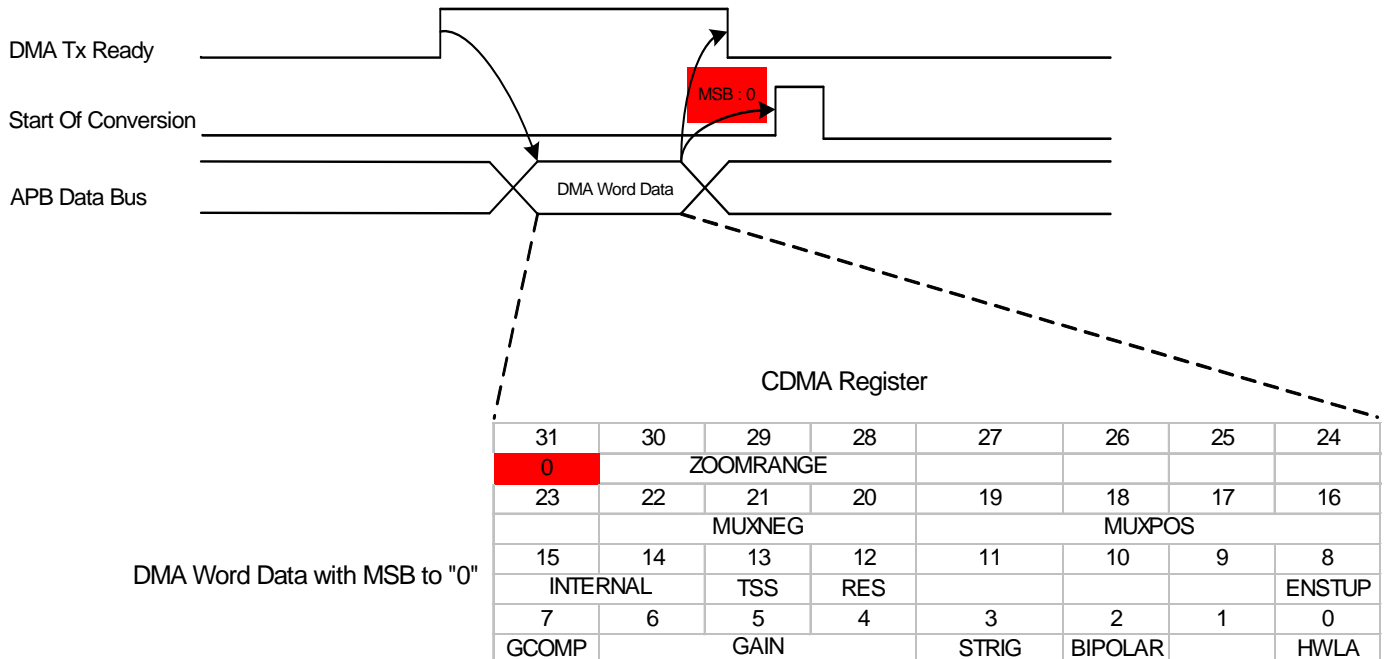 DMA Tx Ready
MSB : 0
Start Of Conversion
DMA Word Data
APB Data Bus
CDMA Register
31 30 29 28 27 26 25 24
0 ZOOMRANGE
23 22 21 20 19 18 17 16
MUXNEG MUXPOS
15 14 13 12 11 10 9 8
DMA Word Data with MSB to "0"
INTERNAL TSS RES ENSTUP
7 6 5 4 3 2 1 0
GCOMP GAIN STRIG BIPOLAR HWLA